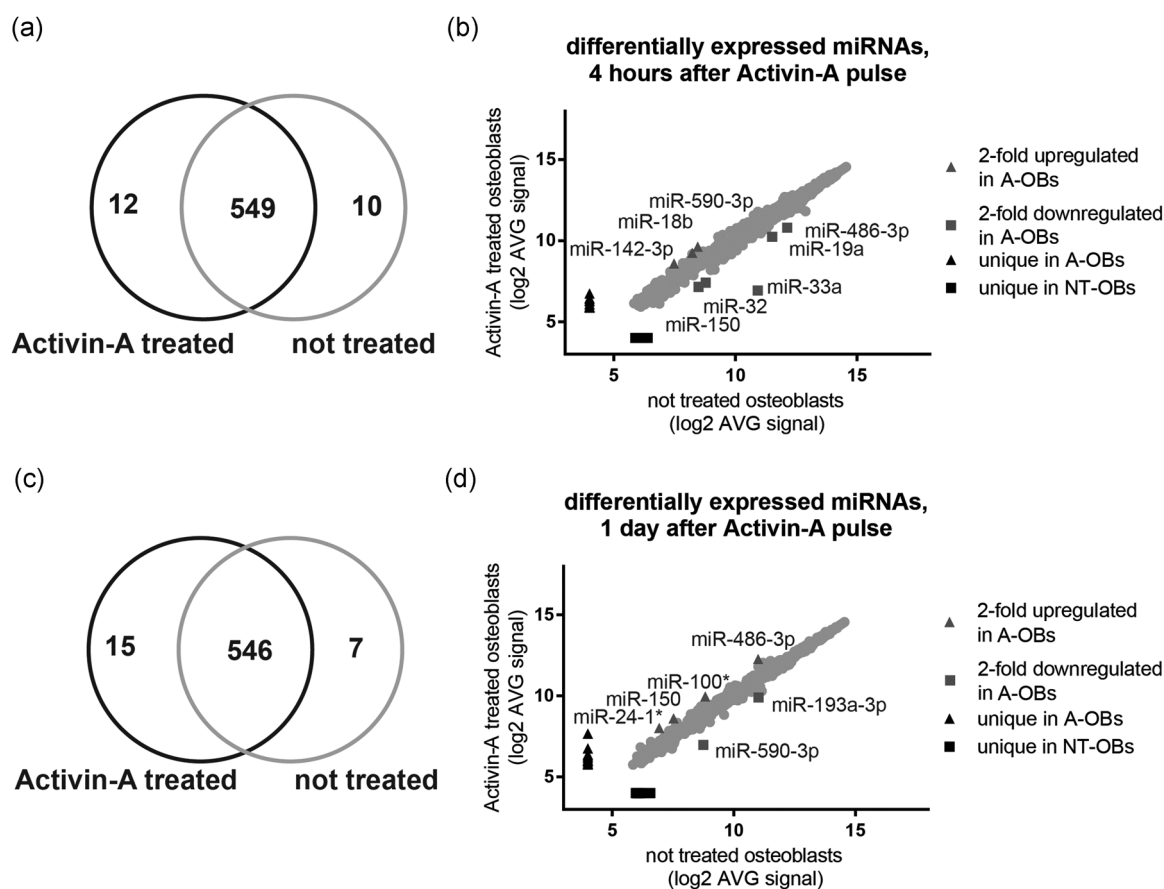 (a)
12
549
10
Activin-A treated
not treated
(b)
differentially expressed miRNAs,
4 hours after Activin-A pulse
Activin-A treated osteoblasts
(log2 AVG signal)
15
10
5
miR-590-3p
miR-18b
miR-142-3p
miR-486-3p
miR-19a
miR-33a
miR-32
miR-150
5
10
15
not treated osteoblasts
(log2 AVG signal)
2-fold upregulated
in A-OBs
2-fold downregulated
in A-OBs
unique in A-OBs
unique in NT-OBs
(c)
15
546
7
Activin-A treated
not treated
(d)
differentially expressed miRNAs,
1 day after Activin-A pulse
Activin-A treated osteoblasts
(log2 AVG signal)
15
10
5
miR-486-3p
miR-100*
miR-150
miR-24-1*
miR-193a-3p
miR-590-3p
5
10
15
not treated osteoblasts
(log2 AVG signal)
2-fold upregulated
in A-OBs
2-fold downregulated
in A-OBs
unique in A-OBs
unique in NT-OBs